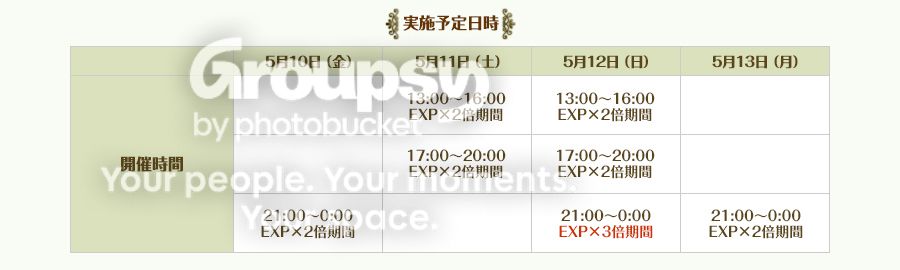 実施予定日時
5月10日（金） 5月11日（土） 5月12日（日） 5月13日（月）
Groupsy
by photobucket
Your people. Your moments.
Your space.
開催時間
13:00～16:00 13:00～16:00
EXP×2倍期間 EXP×2倍期間
17:00～20:00 17:00～20:00
EXP×2倍期間 EXP×2倍期間
21:00～0:00 21:00～0:00 21:00～0:00
EXP×2倍期間 EXP×3倍期間 EXP×2倍期間